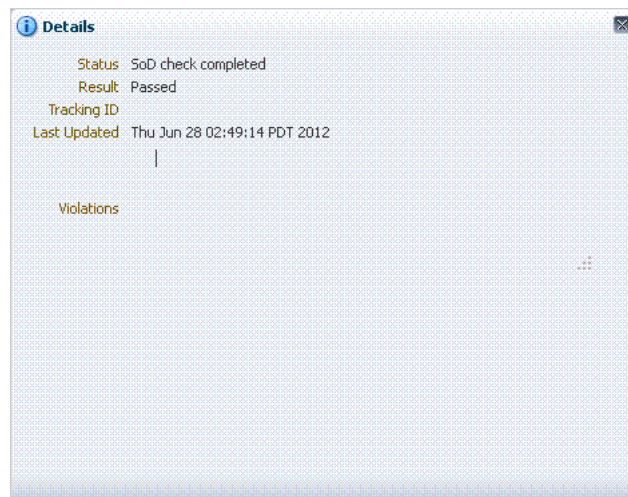 Details
Status SoD check completed
Result Passed
Tracking ID
Last Updated Thu Jun 28 02:49:14 PDT 2012
Violations